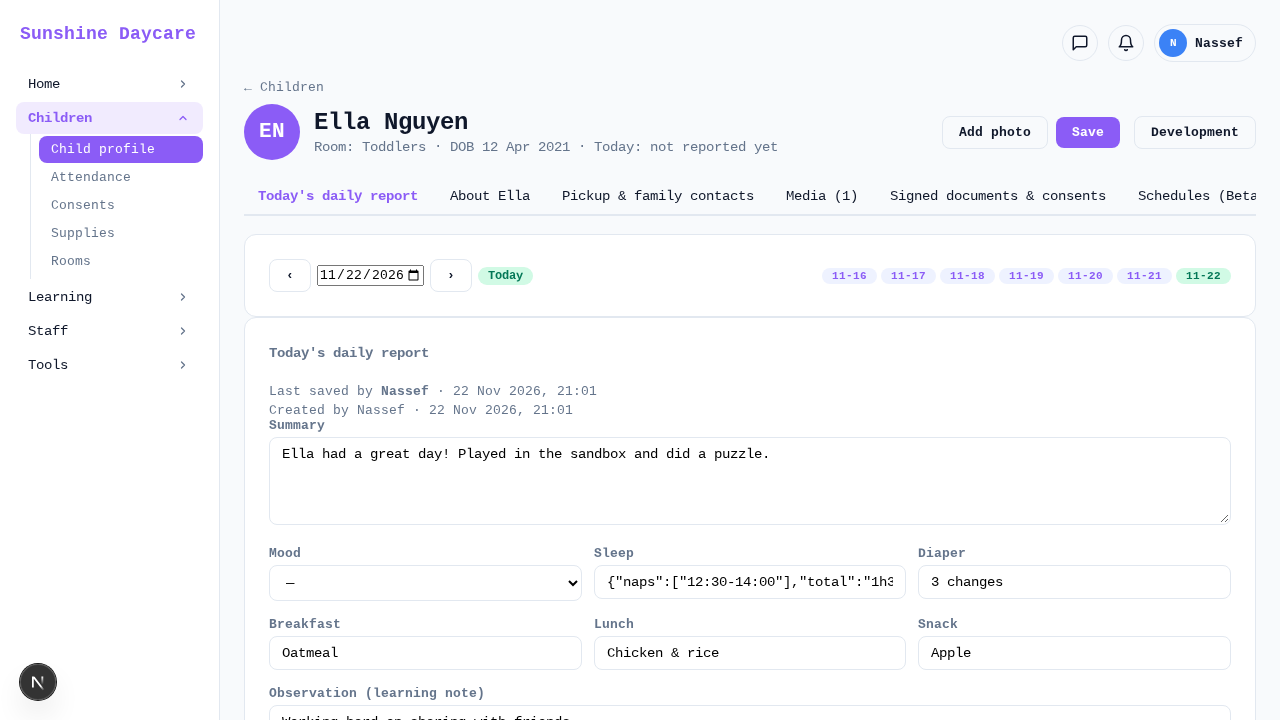 Sunshine Daycare
Home
Children
Child profile
Attendance
Consents
Supplies
Rooms
Learning
Staff
Tools
N
N Nassef
← Children
EN
Ella Nguyen
Room: Toddlers · DOB 12 Apr 2021 · Today: not reported yet
Add photo Save Development
Today's daily report About Ella Pickup & family contacts Media (1) Signed documents & consents Schedules (Beta
‹ 11/22/2026 › Today 11-16 11-17 11-18 11-19 11-20 11-21 11-22
Today's daily report
Last saved by Nassef · 22 Nov 2026, 21:01
Created by Nassef · 22 Nov 2026, 21:01
Summary
Ella had a great day! Played in the sandbox and did a puzzle.
Mood Sleep Diaper
— {"naps":["12:30-14:00"],"total":"1h3 3 changes
Breakfast Lunch Snack
Oatmeal Chicken & rice Apple
Observation (learning note)
Working hard on sharing with friends